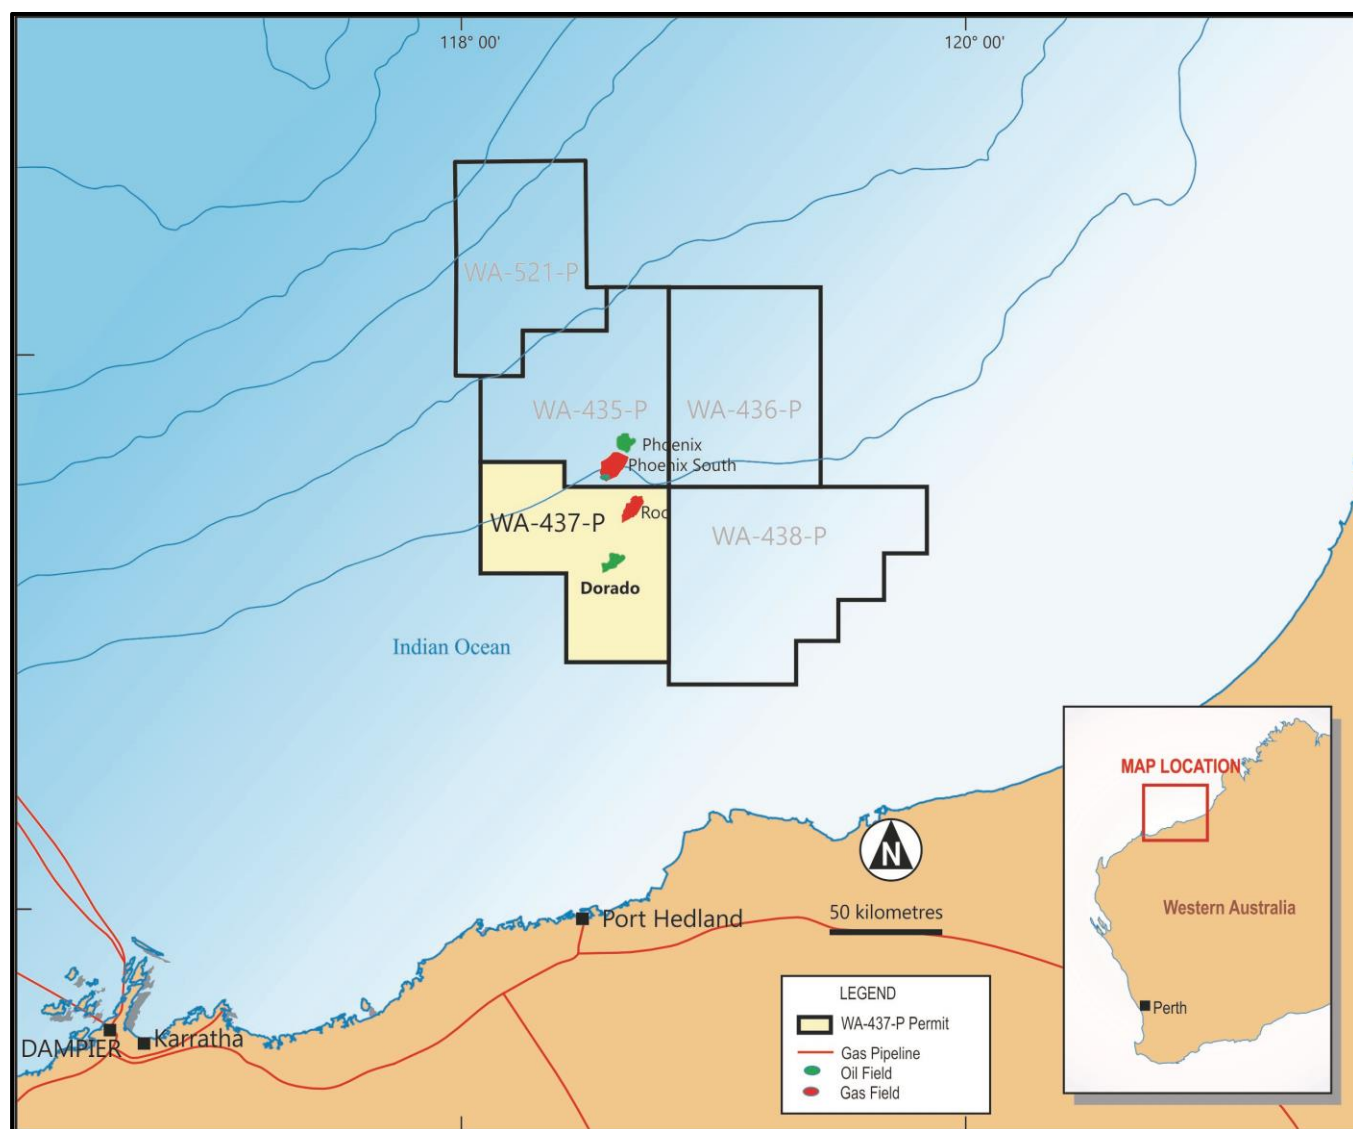 118° 00'
120° 00'
WA-521-P
WA-435-P
WA-436-P
Phoenix
Phoenix South
Roc
WA-437-P
WA-438-P
Dorado
Indian Ocean
MAP LOCATION
Western Australia
Perth
N
50 kilometres
Port Hedland
DAMPIER
Karratha
LEGEND
WA-437-P Permit
Gas Pipeline
Oil Field
Gas Field